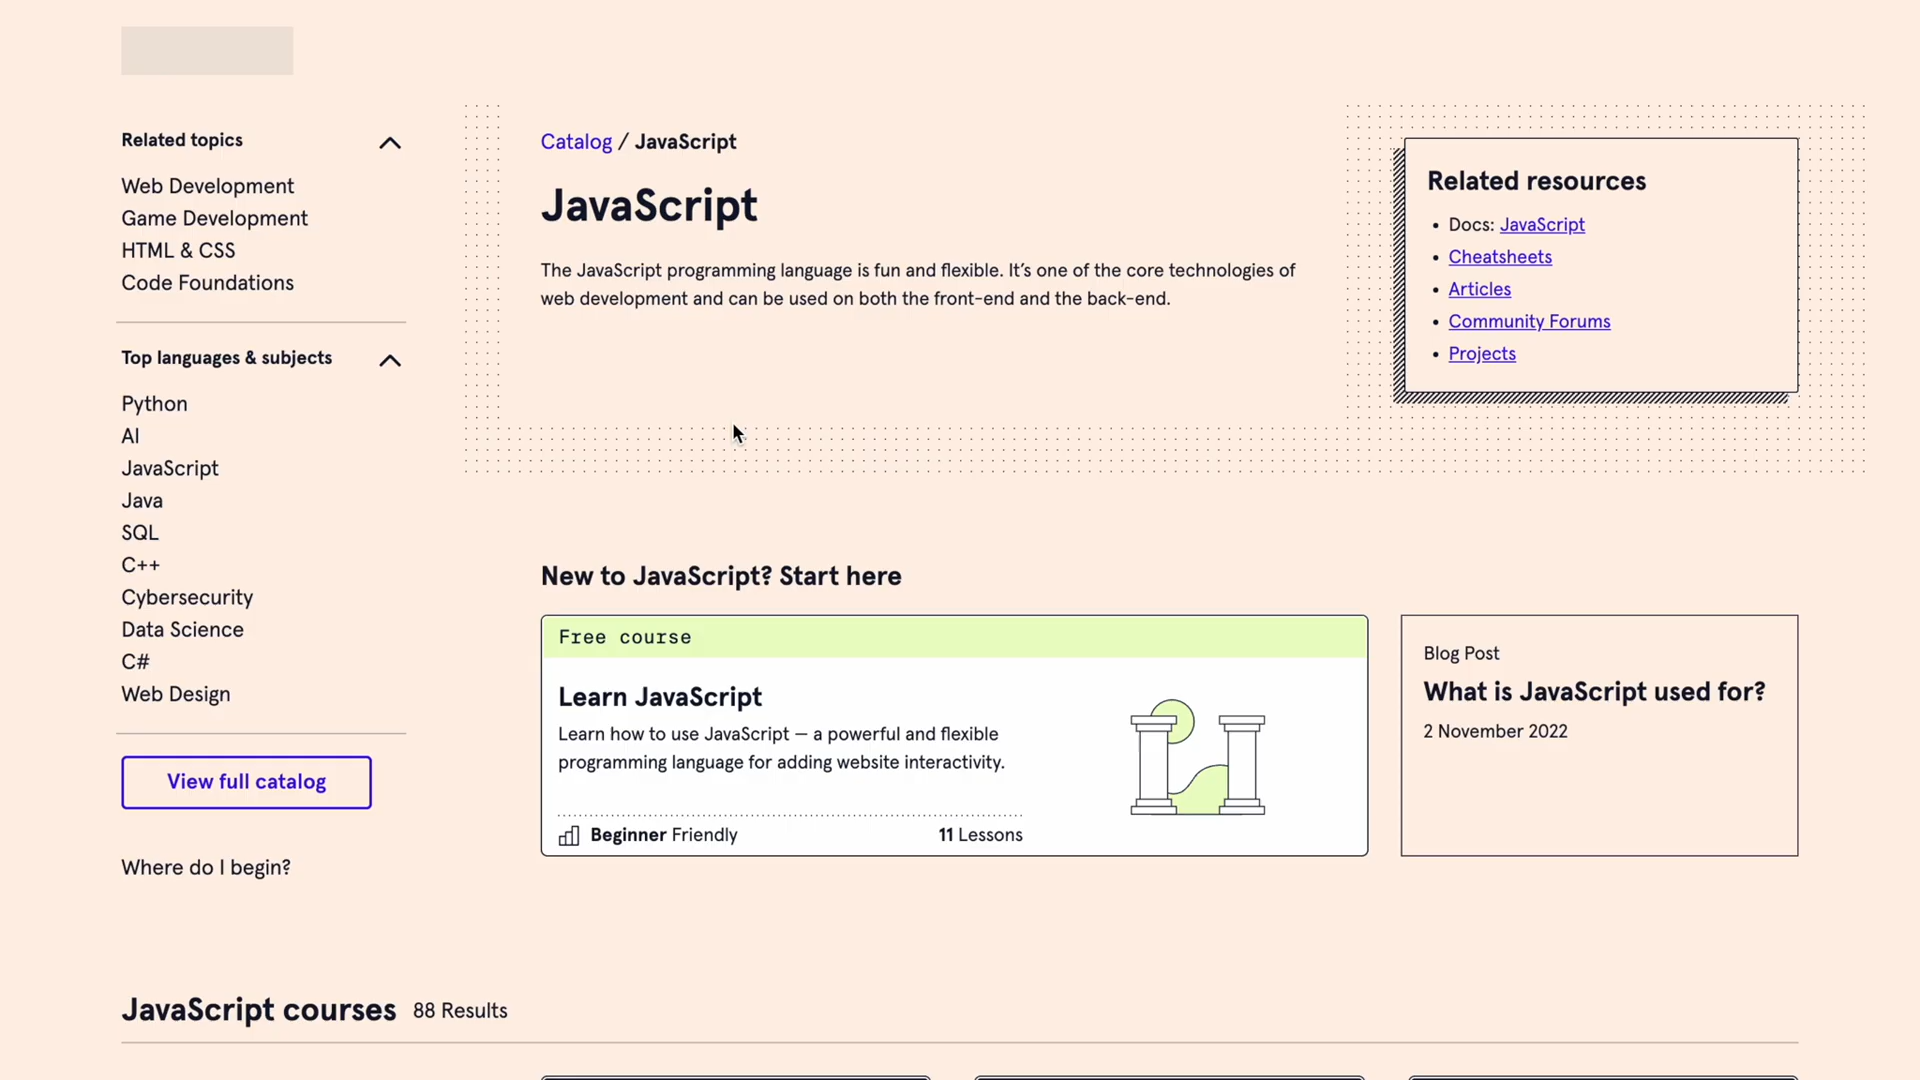 Related topics
Web Development
Game Development
HTML & CSS
Code Foundations
Top languages & subjects
Python
AI
JavaScript
Java
SQL
C++
Cybersecurity
Data Science
C#
Web Design
View full catalog
Where do I begin?
Catalog / JavaScript
JavaScript
The JavaScript programming language is fun and flexible. It’s one of the core technologies of
web development and can be used on both the front-end and the back-end.
Related resources
• Docs: JavaScript
• Cheatsheets
• Articles
• Community Forums
• Projects
New to JavaScript? Start here
Free course
Learn JavaScript
Learn how to use JavaScript — a powerful and flexible
programming language for adding website interactivity.
Beginner Friendly
11 Lessons
Blog Post
What is JavaScript used for?
2 November 2022
JavaScript courses 88 Results